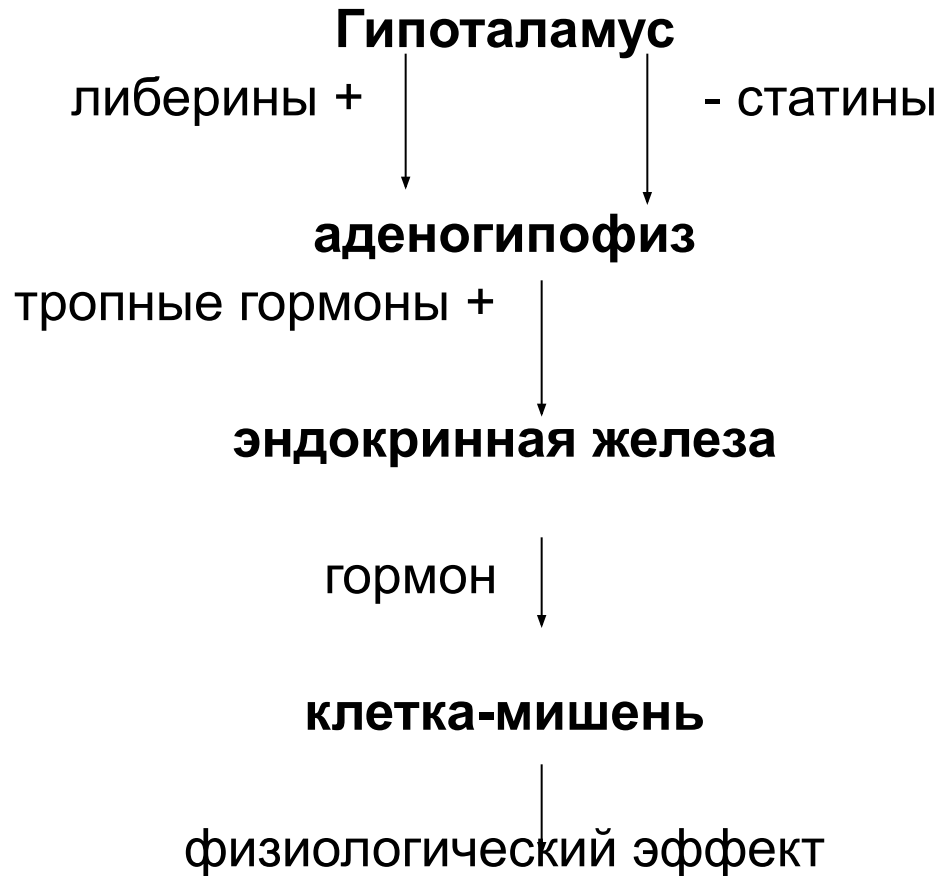 Гипоталамус
либерины +
- статины
аденогипофиз
тропные гормоны +
эндокринная железа
гормон
клетка-мишень
физиологический эффект